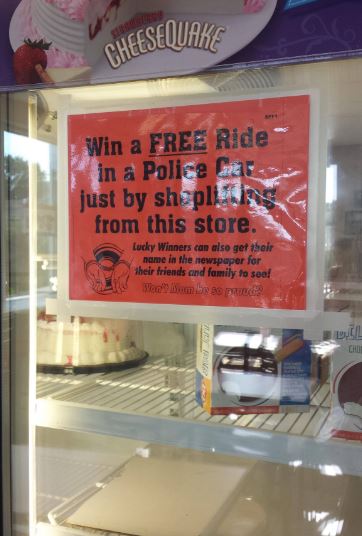 STRAWBERRY
CHEESEQUAKE
Win a FREE Ride
in a Police Car
just by shoplifting
from this store.
Lucky Winners can also get their
name in the newspaper for
their friends and family to see!
Won't Mom be so proud?